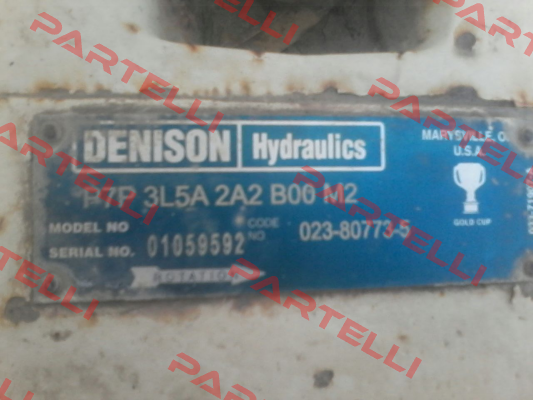 DENISON Hydraulics
MARYSVILLE, O.
U.S.A.
GOLD CUP
P7P 3L5A 2A2 B00 M2
MODEL NO
CODE NO
023-80773-5
SERIAL NO. 01059592
ROTATIO
PARTELLI
PARTELLI
PARTELLI
PARTELLI
PARTELLI
PARTELLI
PARTELLI